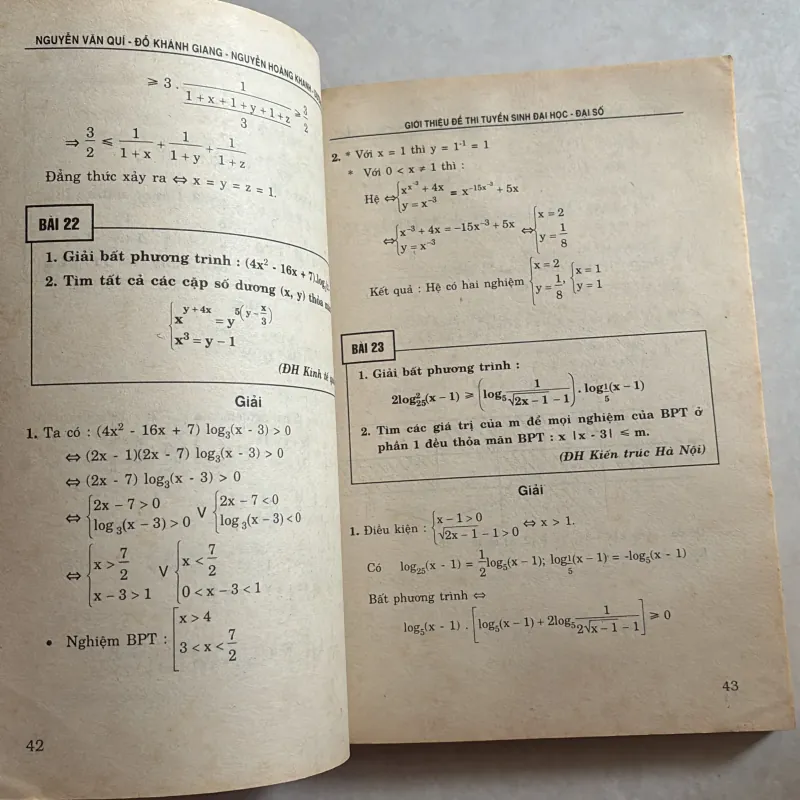 NGUYỄN VĂN QUÍ - ĐỖ KHÁNH GIANG - NGUYỄN HOÀNG KHANH
≥ 3 . 1 / ((1 + x + 1 + y + 1 + z) / 3) ≥ 3/2
⇒ 3/2 ≤ 1/(1 + x) + 1/(1 + y) + 1/(1 + z)
Đẳng thức xảy ra ⇔ x = y = z = 1.
BÀI 22
1. Giải bất phương trình : (4x² - 16x + 7).log₃(
2. Tìm tất cả các cặp số dương (x, y) thỏa
{ x^(y+4x) = y^(5(y - x/3))
{ x³ = y - 1
(ĐH Kinh tế
Giải
1. Ta có : (4x² - 16x + 7) log₃(x - 3) > 0
⇔ (2x - 1)(2x - 7) log₃(x - 3) > 0
⇔ (2x - 7) log₃(x - 3) > 0
⇔ { 2x - 7 > 0 ; log₃(x - 3) > 0 V { 2x - 7 < 0 ; log₃(x - 3) < 0
⇔ { x > 7/2 ; x - 3 > 1 V { x < 7/2 ; 0 < x - 3 < 1
• Nghiệm BPT : [ x > 4 ; 3 < x < 7/2
42
GIỚI THIỆU ĐỀ THI TUYỂN SINH ĐẠI HỌC - ĐẠI SỐ
2. * Với x = 1 thì y = 1⁻¹ = 1
* Với 0 < x ≠ 1 thì :
Hệ ⇔ { x^(x⁻³) + 4x = x^(-15x⁻³) + 5x ; y = x⁻³
⇔ { x⁻³ + 4x = -15x⁻³ + 5x ; y = x⁻³ ⇔ { x = 2 ; y = 1/8
Kết quả : Hệ có hai nghiệm { x = 2 ; y = 1/8 , { x = 1 ; y = 1
BÀI 23
1. Giải bất phương trình :
2log²₂₅(x - 1) ≥ (log₅ 1/(√(2x - 1) - 1)) . log_(1/5)(x - 1)
2. Tìm các giá trị của m để mọi nghiệm của BPT ở
phần 1 đều thỏa mãn BPT : x |x - 3| ≤ m.
(ĐH Kiến trúc Hà Nội)
Giải
1. Điều kiện : { x - 1 > 0 ; √(2x - 1) - 1 > 0 ⇔ x > 1.
Có log₂₅(x - 1) = 1/2 log₅(x - 1); log_(1/5)(x - 1) = -log₅(x - 1)
Bất phương trình ⇔
log₅(x - 1) . [log₅(x - 1) + 2log₅ 1/(2√(x - 1) - 1)] ≥ 0
43